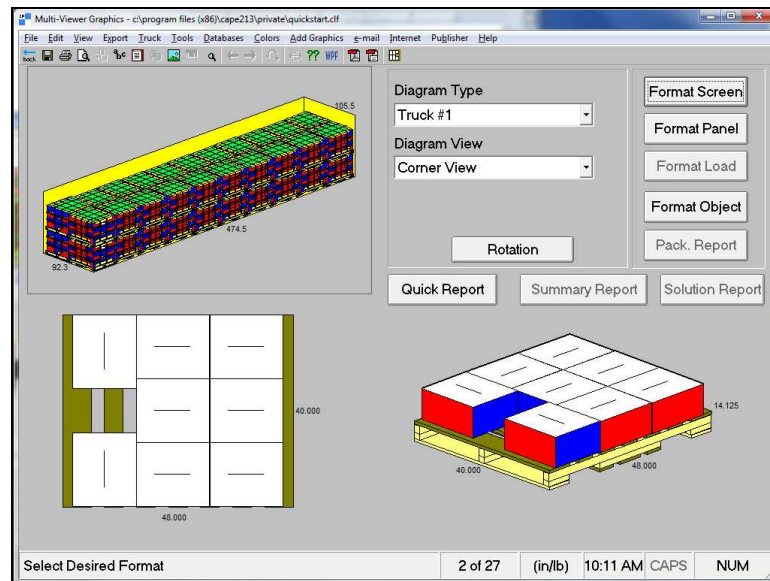 Multi-Viewer Graphics - c:\program files (x86)\cape213\private\quickstart.clf
File Edit View Export Truck Tools Databases Colors Add Graphics e-mail Internet Publisher Help
back ?? WPF
105.5
474.5
92.3
Diagram Type
Truck #1
Diagram View
Corner View
Rotation
Format Screen
Format Panel
Format Load
Format Object
Pack. Report
Quick Report Summary Report Solution Report
40.000
48.000
14.125
40.000 48.000
Select Desired Format 2 of 27 (in/lb) 10:11 AM CAPS NUM